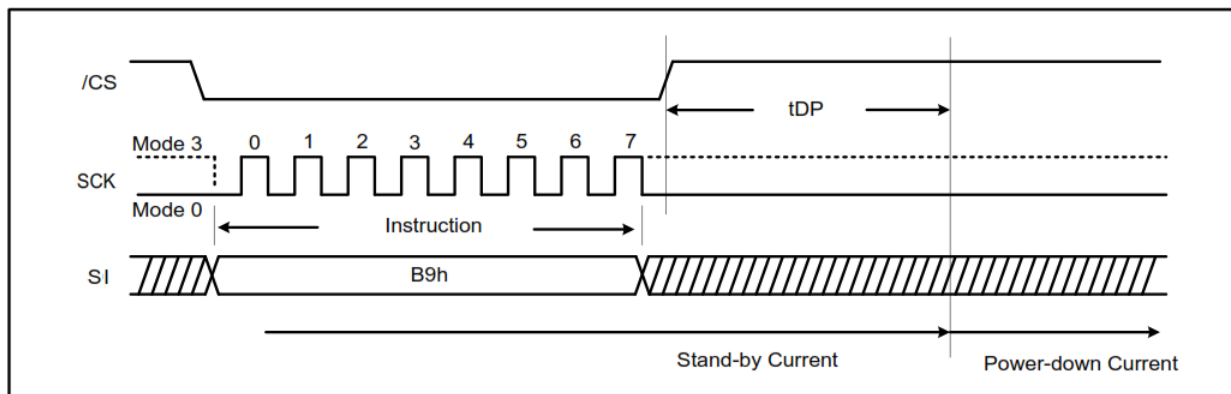 /CS
tDP
Mode 3
0 1 2 3 4 5 6 7
SCK
Mode 0
Instruction
SI
B9h
Stand-by Current
Power-down Current